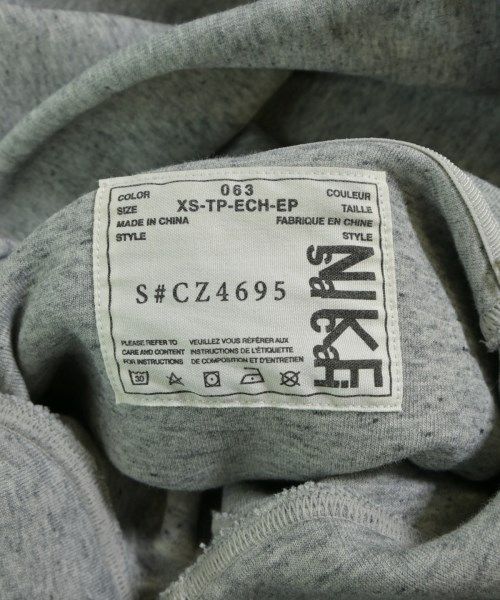 COLOR 063 COULEUR
SIZE XS-TP-ECH-EP TAILLE
MADE IN CHINA FABRIQUE EN CHINE
STYLE STYLE
S#CZ4695
NIKE
sacai
PLEASE REFER TO VEUILLEZ VOUS RÉFÉRER AUX
CARE AND CONTENT INSTRUCTIONS DE L'ÉTIQUETTE
FOR INSTRUCTIONS DE COMPOSITION ET D'ENTRETIEN
30